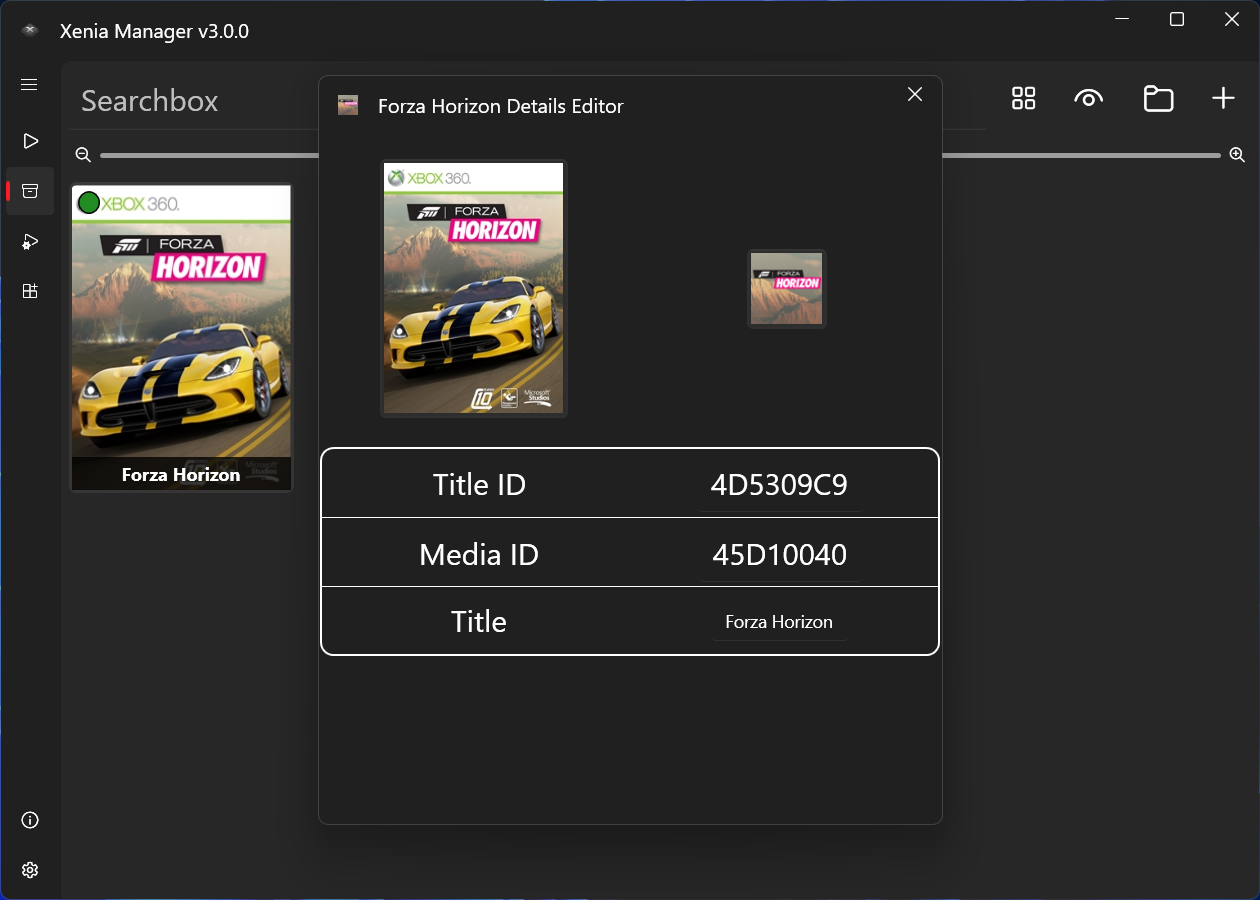 Xenia Manager v3.0.0
Searchbox
Forza Horizon Details Editor
XBOX 360.
FORZA
HORIZON
Forza Horizon
XBOX 360.
FORZA
HORIZON
10
Microsoft
Studios
FORZA
HORIZON
Title ID 4D5309C9
Media ID 45D10040
Title Forza Horizon